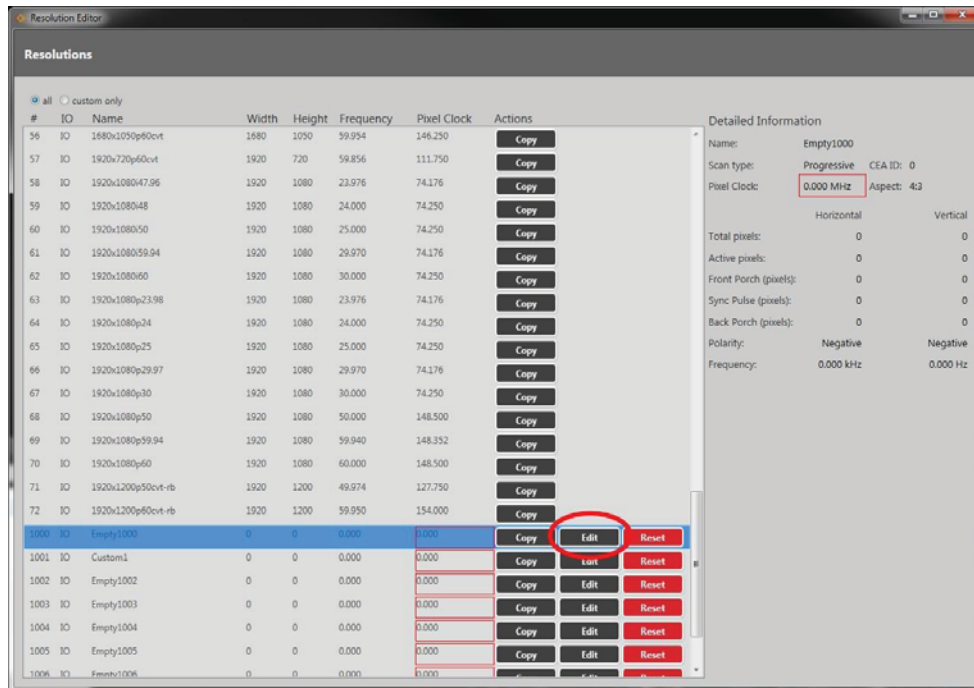 Resolution Editor
Resolutions
all custom only
# IO Name Width Height Frequency Pixel Clock Actions
56 IO 1680x1050p60cvt 1680 1050 59.954 146.250 Copy
57 IO 1920x720p60cvt 1920 720 59.856 111.750 Copy
58 IO 1920x1080i47.96 1920 1080 23.976 74.176 Copy
59 IO 1920x1080i48 1920 1080 24.000 74.250 Copy
60 IO 1920x1080i50 1920 1080 25.000 74.250 Copy
61 IO 1920x1080i59.94 1920 1080 29.970 74.176 Copy
62 IO 1920x1080i60 1920 1080 30.000 74.250 Copy
63 IO 1920x1080p23.98 1920 1080 23.976 74.176 Copy
64 IO 1920x1080p24 1920 1080 24.000 74.250 Copy
65 IO 1920x1080p25 1920 1080 25.000 74.250 Copy
66 IO 1920x1080p29.97 1920 1080 29.970 74.176 Copy
67 IO 1920x1080p30 1920 1080 30.000 74.250 Copy
68 IO 1920x1080p50 1920 1080 50.000 148.500 Copy
69 IO 1920x1080p59.94 1920 1080 59.940 148.352 Copy
70 IO 1920x1080p60 1920 1080 60.000 148.500 Copy
71 IO 1920x1200p50cvt-rb 1920 1200 49.974 127.750 Copy
72 IO 1920x1200p60cvt-rb 1920 1200 59.950 154.000 Copy
1000 IO Empty1000 0 0 0.000 0.000 Copy Edit Reset
1001 IO Custom1 0 0 0.000 0.000 Copy Edit Reset
1002 IO Empty1002 0 0 0.000 0.000 Copy Edit Reset
1003 IO Empty1003 0 0 0.000 0.000 Copy Edit Reset
1004 IO Empty1004 0 0 0.000 0.000 Copy Edit Reset
1005 IO Empty1005 0 0 0.000 0.000 Copy Edit Reset
1006 IO Empty1006 0 0 0.000 0.000
Detailed Information
Name: Empty1000
Scan type: Progressive CEA ID: 0
Pixel Clock: 0.000 MHz Aspect: 4:3
Horizontal Vertical
Total pixels: 0 0
Active pixels: 0 0
Front Porch (pixels): 0 0
Sync Pulse (pixels): 0 0
Back Porch (pixels): 0 0
Polarity: Negative Negative
Frequency: 0.000 kHz 0.000 Hz